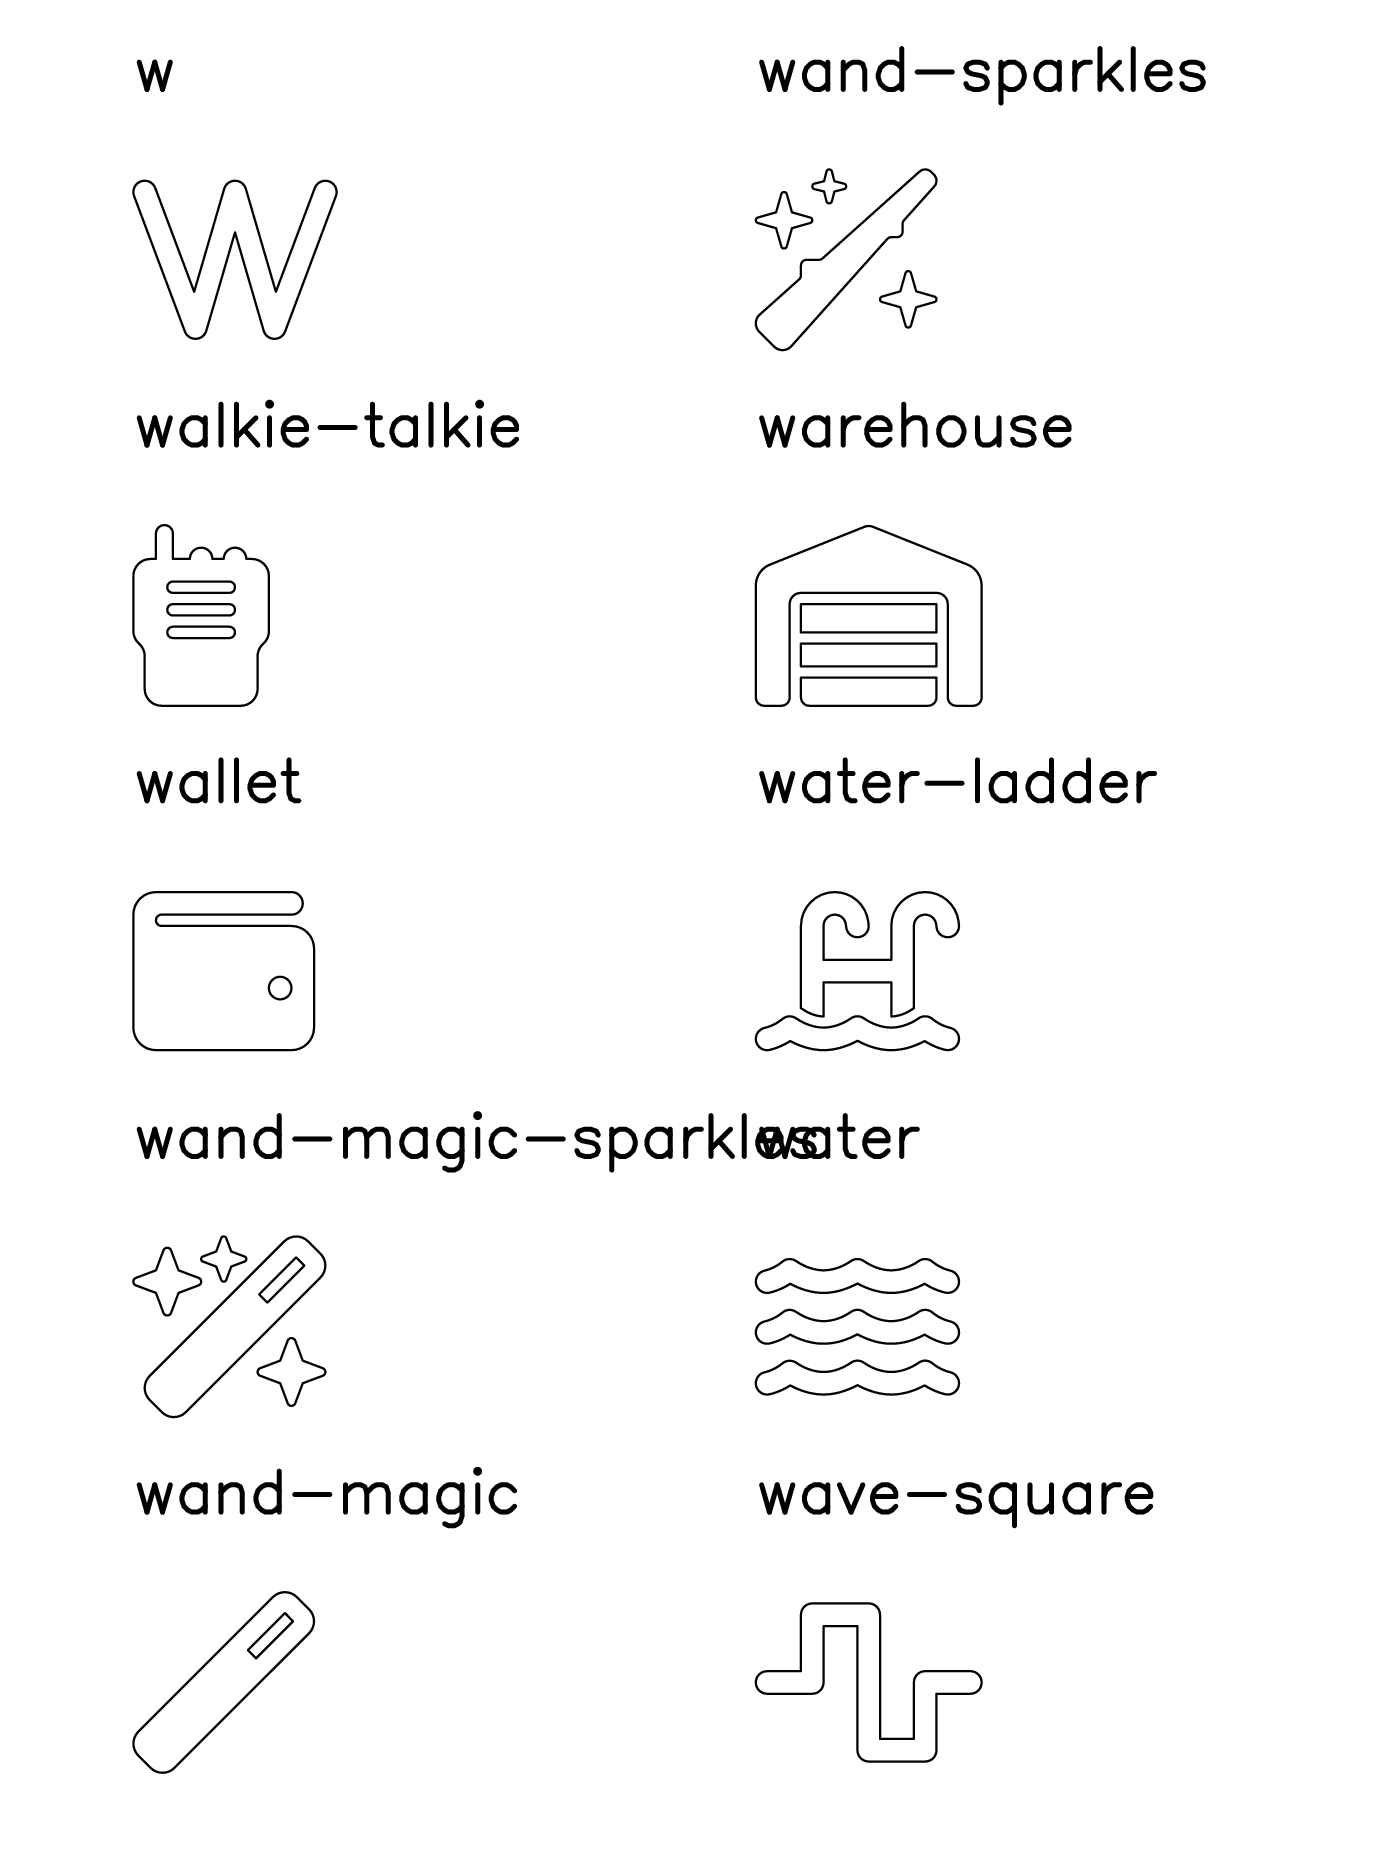 w
walkie-talkie
wallet
wand-magic-sparkles
wand-magic
wand-sparkles
warehouse
water-ladder
water
wave-square